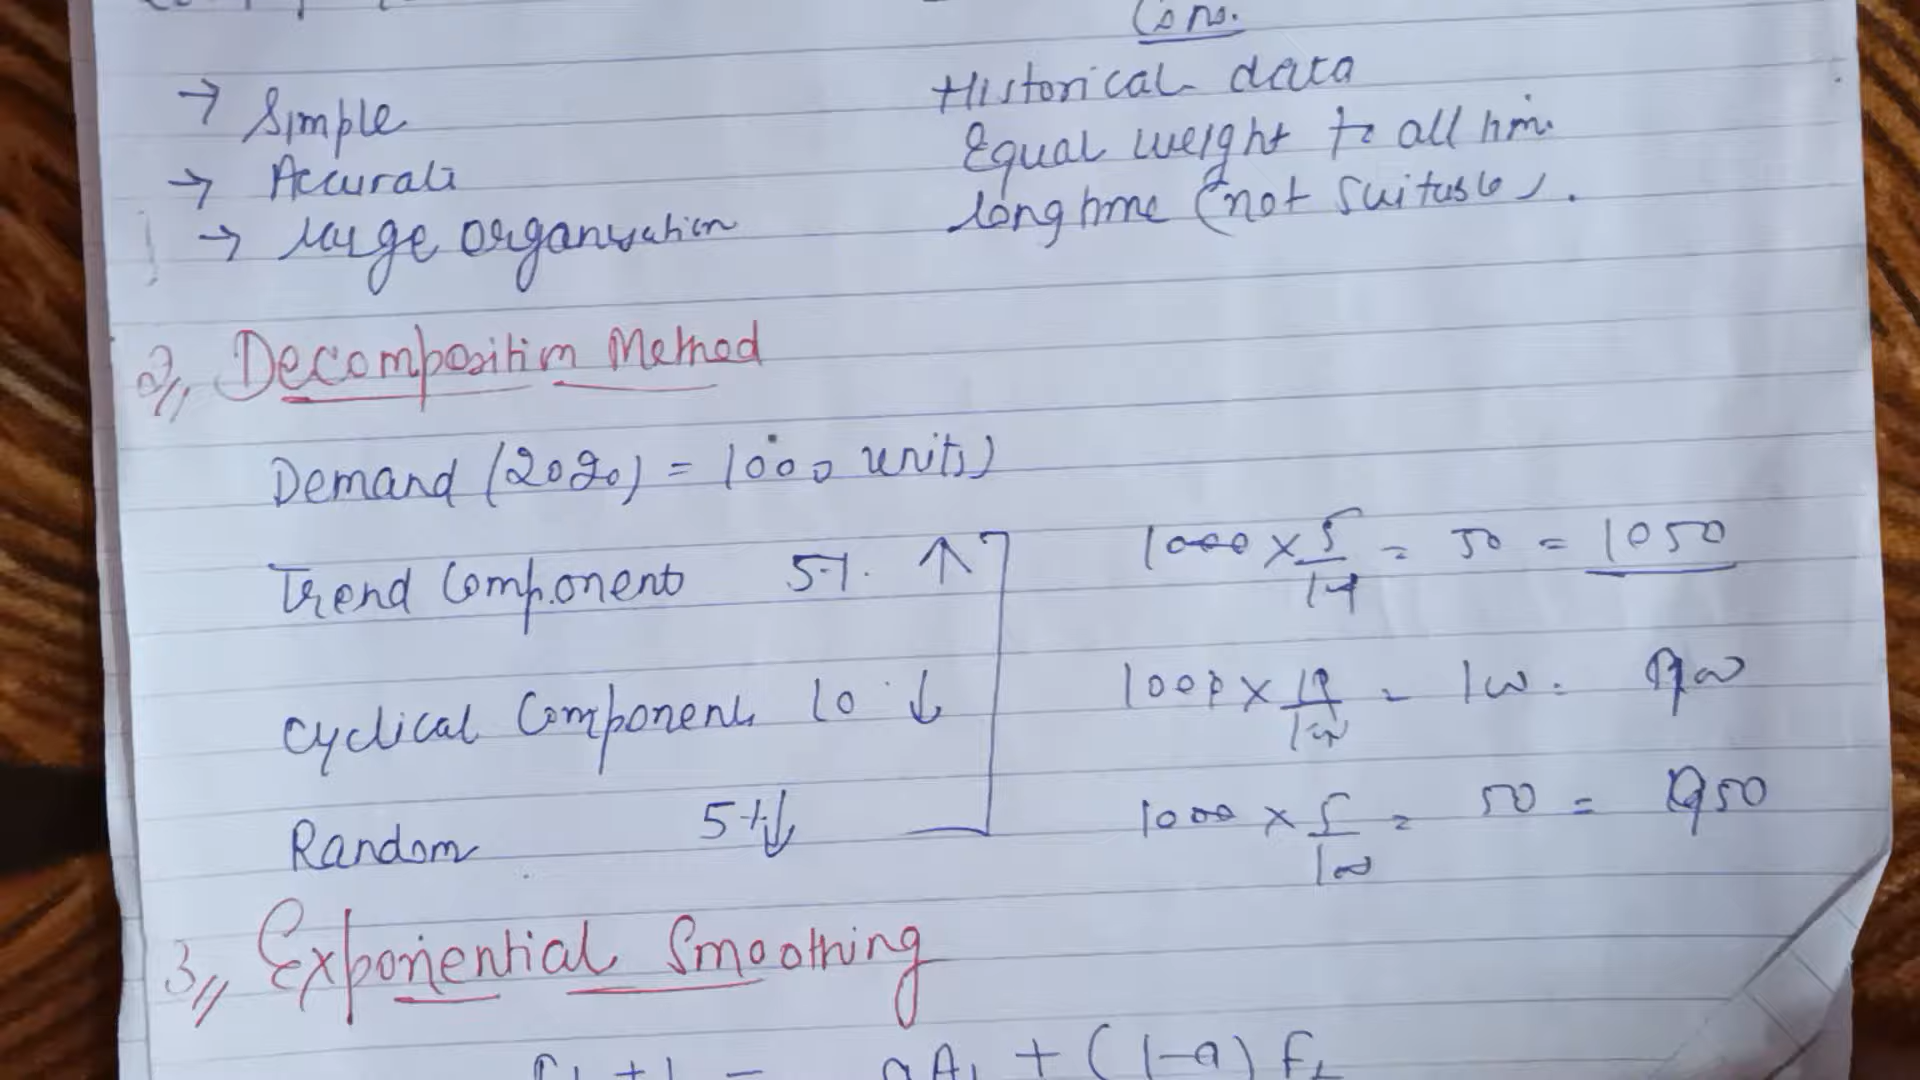 Cons.
→ Simple
→ Accurate
→ large organisation
Historical data
Equal weight to all
long time (not suitable).
2// Decomposition Method
Demand (2020) = 1000 units)
Trend Component 5% ↑ 1000 × 5/100 = 50 = 1050
Cyclical Component 10 ↓ 1000 × 10/100 = 100 = 900
Random 5% ↓ 1000 × 5/100 = 50 = 950
3// Exponential Smoothing